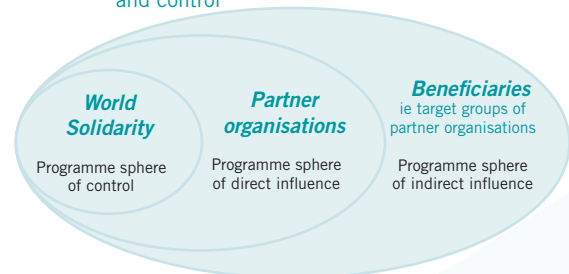 and control
World
Solidarity
Programme sphere
of control
Partner
organisations
Programme sphere
of direct influence
Beneficiaries
ie target groups of
partner organisations
Programme sphere
of indirect influence